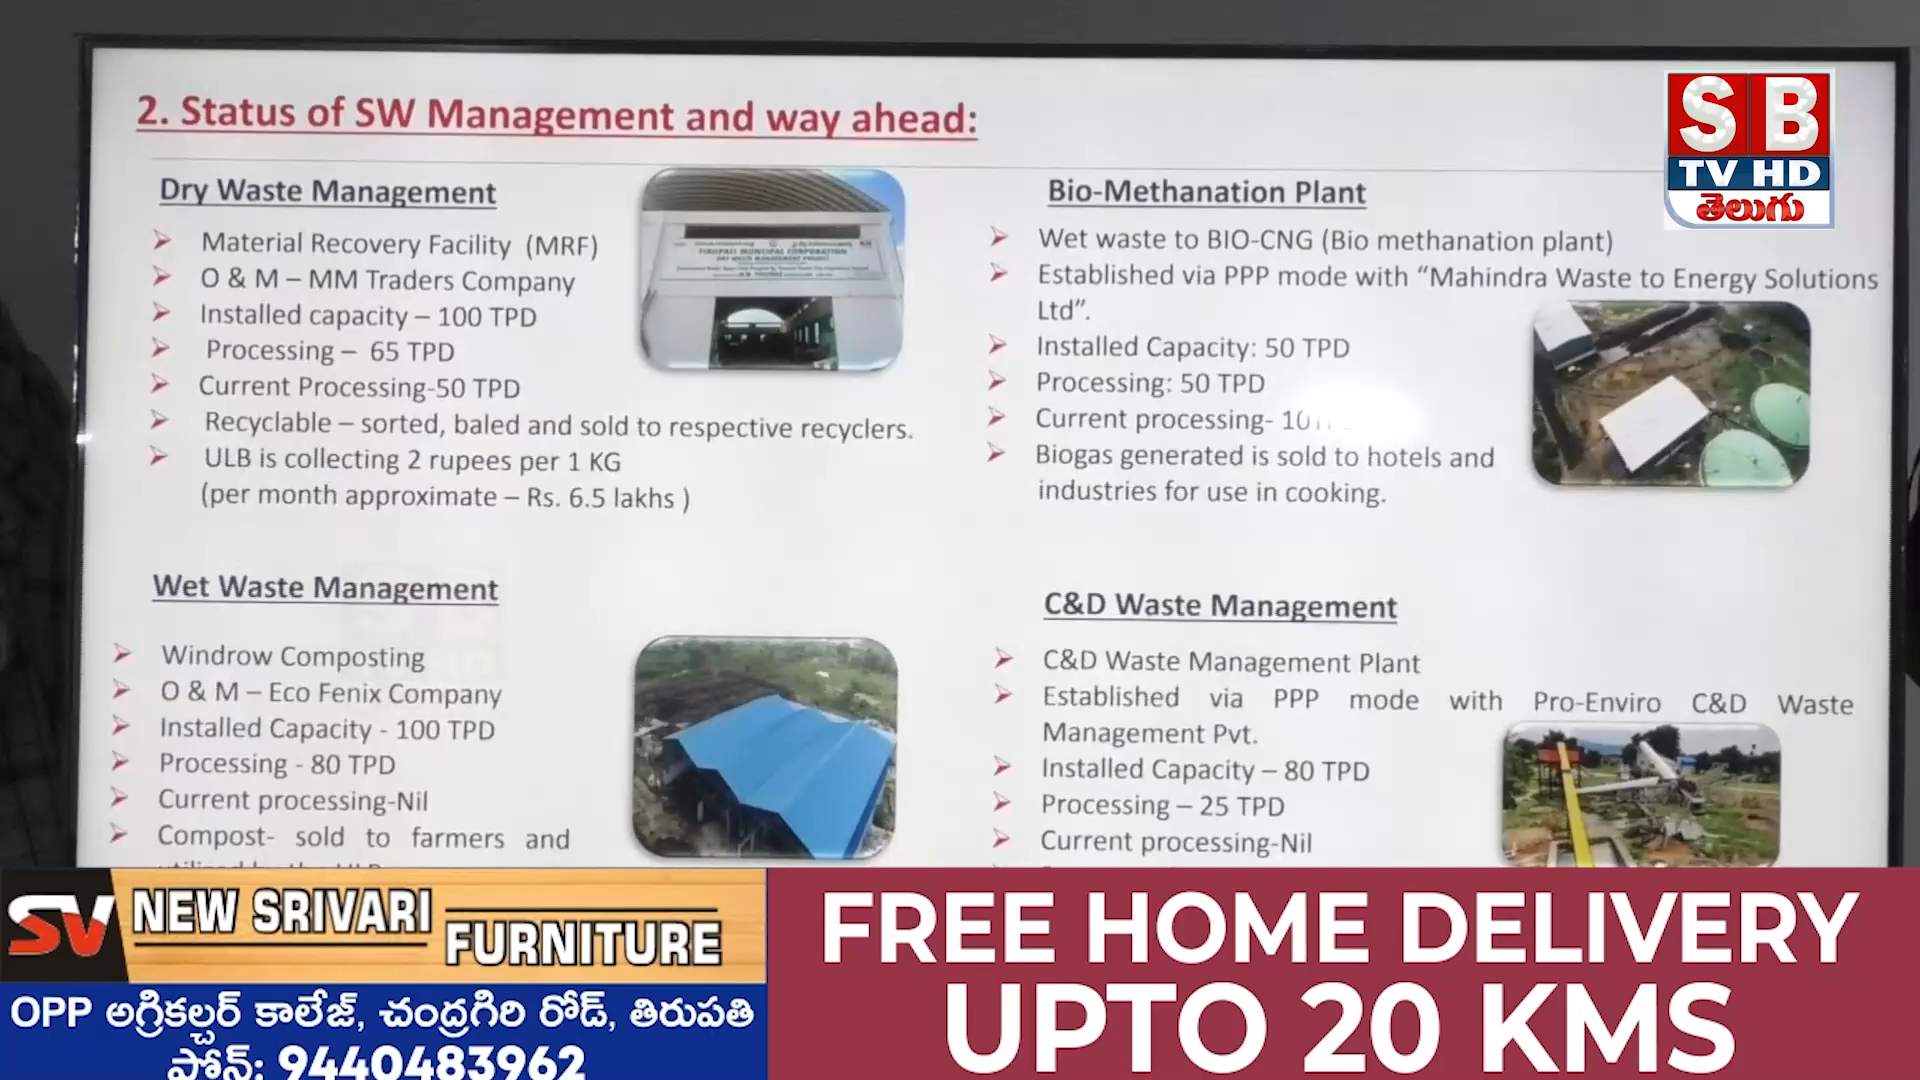 2. Status of SW Management and way ahead:
Dry Waste Management
Material Recovery Facility (MRF)
O & M – MM Traders Company
Installed capacity – 100 TPD
Processing – 65 TPD
Current Processing-50 TPD
Recyclable – sorted, baled and sold to respective recyclers.
ULB is collecting 2 rupees per 1 KG
(per month approximate – Rs. 6.5 lakhs )
TIRUPATI MUNICIPAL CORPORATION
DRY WASTE MANAGEMENT PROJECT
Wet Waste Management
Windrow Composting
O & M – Eco Fenix Company
Installed Capacity - 100 TPD
Processing - 80 TPD
Current processing-Nil
Compost- sold to farmers and
Bio-Methanation Plant
Wet waste to BIO-CNG (Bio methanation plant)
Established via PPP mode with “Mahindra Waste to Energy Solutions
Ltd”.
Installed Capacity: 50 TPD
Processing: 50 TPD
Current processing- 10
Biogas generated is sold to hotels and
industries for use in cooking.
C&D Waste Management
C&D Waste Management Plant
Established via PPP mode with Pro-Enviro C&D Waste
Management Pvt.
Installed Capacity – 80 TPD
Processing – 25 TPD
Current processing-Nil
S B
TV HD
తెలుగు
SV NEW SRIVARI
FURNITURE
OPP అగ్రికల్చర్ కాలేజ్, చంద్రగిరి రోడ్, తిరుపతి
ఫోన్: 9440483962
FREE HOME DELIVERY
UPTO 20 KMS